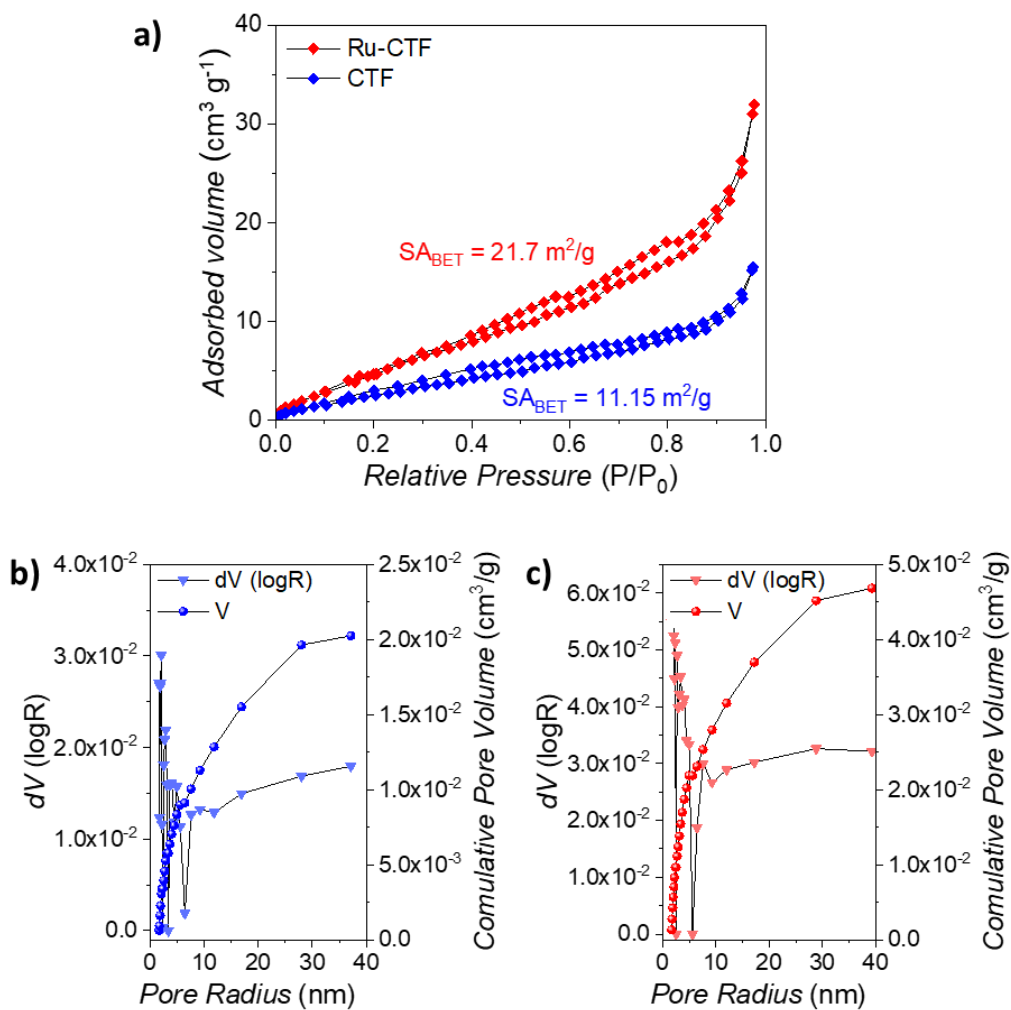 a)
Adsorbed volume (cm³ g⁻¹)
40
30
20
10
0
Ru-CTF
CTF
SA_BET = 21.7 m²/g
SA_BET = 11.15 m²/g
0.0 0.2 0.4 0.6 0.8 1.0
Relative Pressure (P/P₀)
b)
dV (logR)
4.0x10⁻²
3.0x10⁻²
2.0x10⁻²
1.0x10⁻²
0.0
dV (logR)
V
2.5x10⁻²
2.0x10⁻²
1.5x10⁻²
1.0x10⁻²
5.0x10⁻³
0.0
Comulative Pore Volume (cm³/g)
0 10 20 30 40
Pore Radius (nm)
c)
dV (logR)
6.0x10⁻²
5.0x10⁻²
4.0x10⁻²
3.0x10⁻²
2.0x10⁻²
1.0x10⁻²
0.0
dV (logR)
V
5.0x10⁻²
4.0x10⁻²
3.0x10⁻²
2.0x10⁻²
1.0x10⁻²
0.0
Comulative Pore Volume (cm³/g)
0 10 20 30 40
Pore Radius (nm)